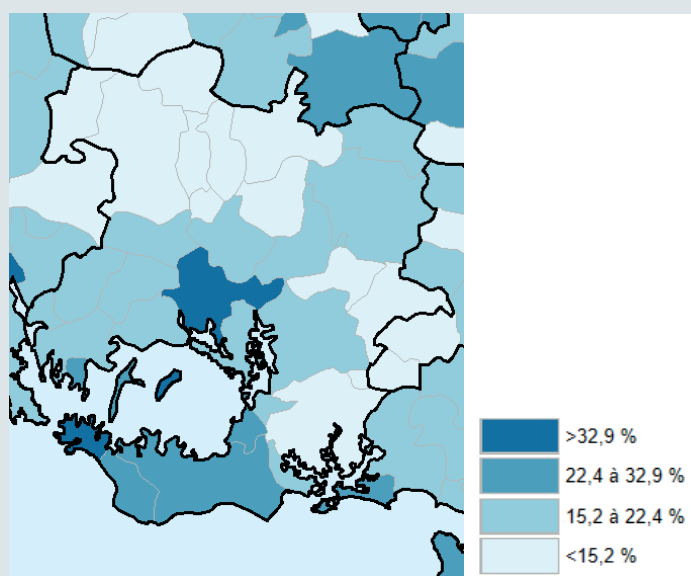 >32,9 %
22,4 à 32,9 %
15,2 à 22,4 %
<15,2 %